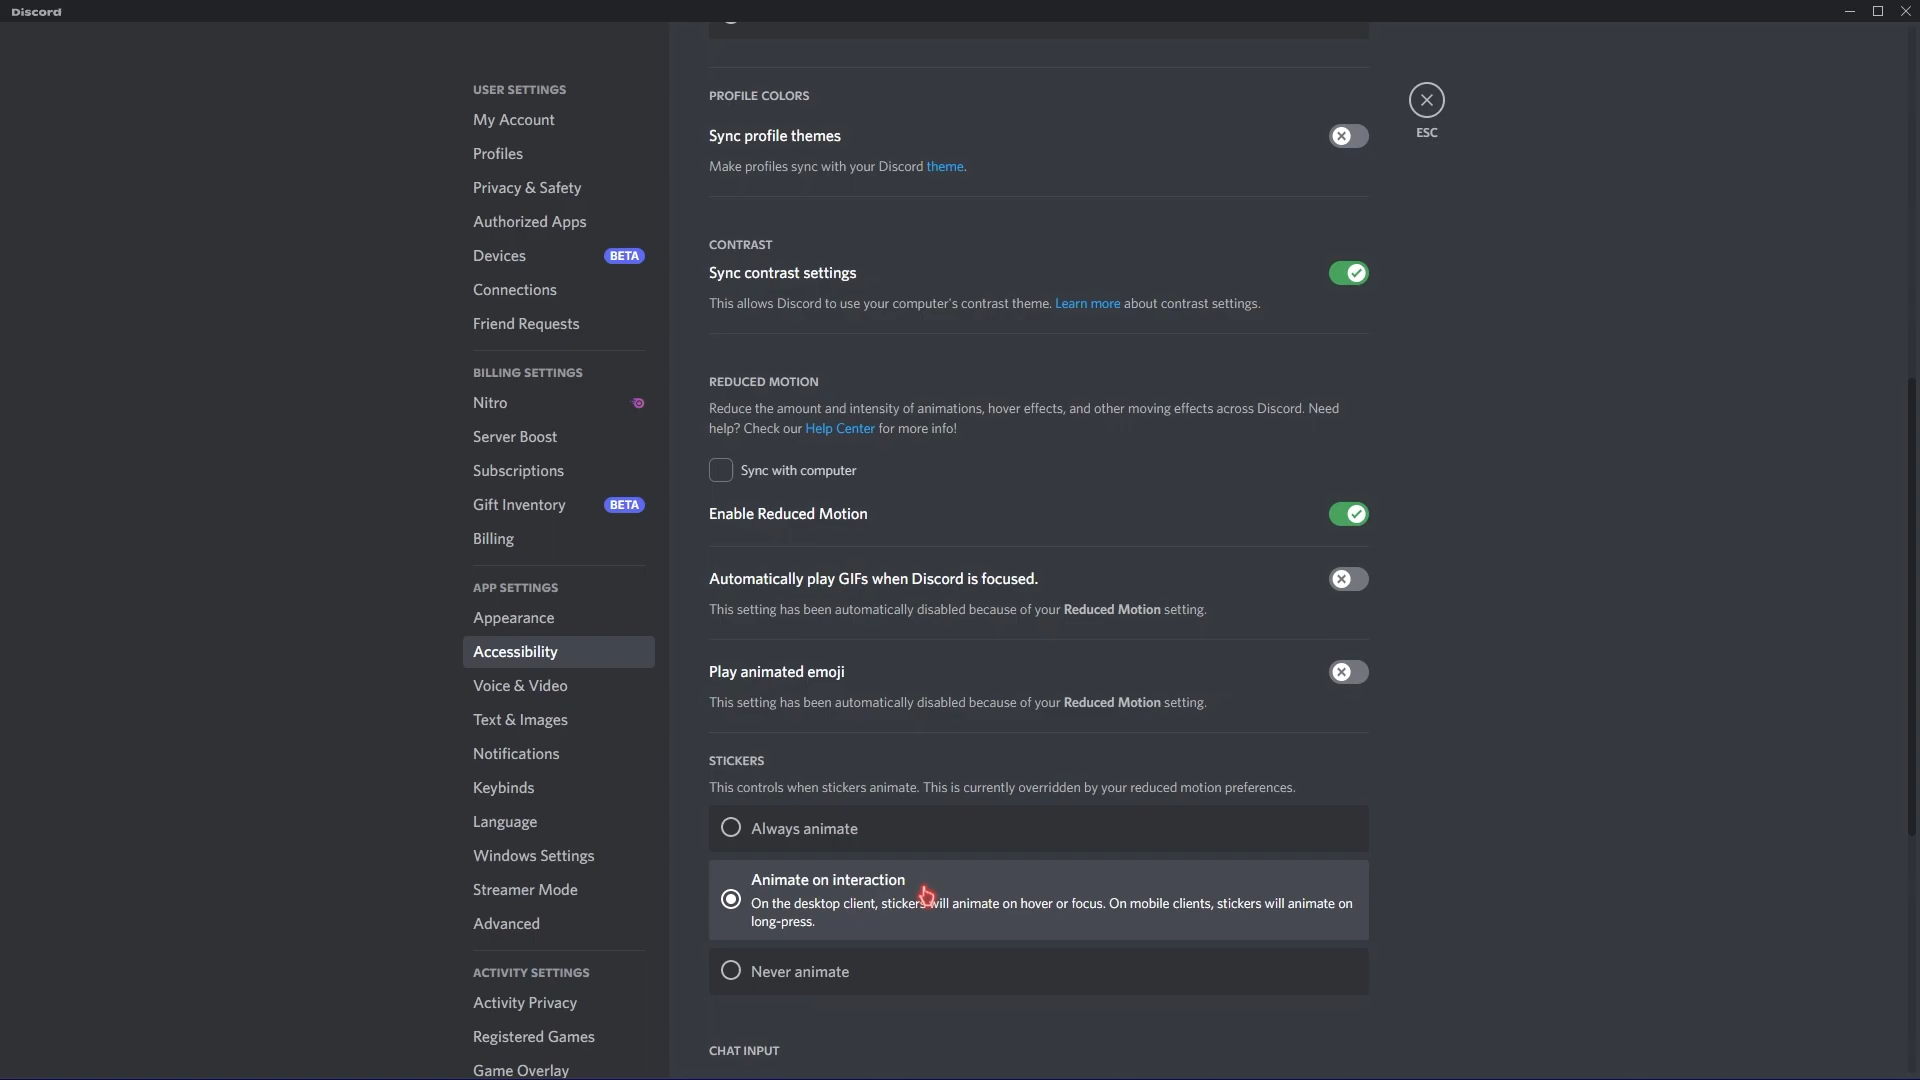 Discord
USER SETTINGS
My Account
Profiles
Privacy & Safety
Authorized Apps
Devices BETA
Connections
Friend Requests
BILLING SETTINGS
Nitro
Server Boost
Subscriptions
Gift Inventory BETA
Billing
APP SETTINGS
Appearance
Accessibility
Voice & Video
Text & Images
Notifications
Keybinds
Language
Windows Settings
Streamer Mode
Advanced
ACTIVITY SETTINGS
Activity Privacy
Registered Games
Game Overlay
PROFILE COLORS
Sync profile themes
Make profiles sync with your Discord theme.
CONTRAST
Sync contrast settings
This allows Discord to use your computer's contrast theme. Learn more about contrast settings.
REDUCED MOTION
Reduce the amount and intensity of animations, hover effects, and other moving effects across Discord. Need
help? Check our Help Center for more info!
Sync with computer
Enable Reduced Motion
Automatically play GIFs when Discord is focused.
This setting has been automatically disabled because of your Reduced Motion setting.
Play animated emoji
This setting has been automatically disabled because of your Reduced Motion setting.
STICKERS
This controls when stickers animate. This is currently overridden by your reduced motion preferences.
Always animate
Animate on interaction
On the desktop client, stickers will animate on hover or focus. On mobile clients, stickers will animate on
long-press.
Never animate
CHAT INPUT
ESC